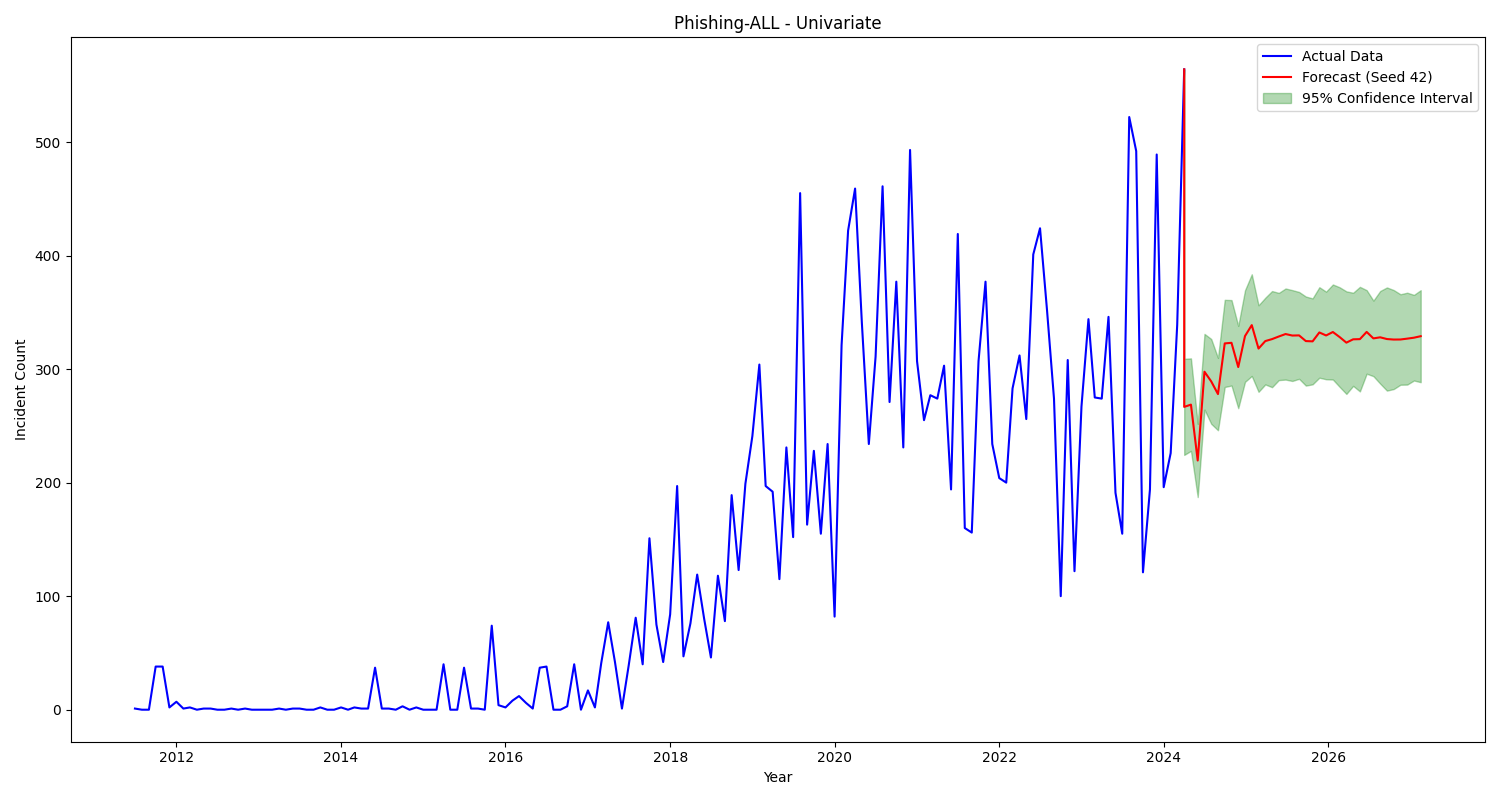 Phishing-ALL - Univariate
Actual Data
Forecast (Seed 42)
95% Confidence Interval
Incident Count
500
400
300
200
100
0
2012
2014
2016
2018
2020
2022
2024
2026
Year